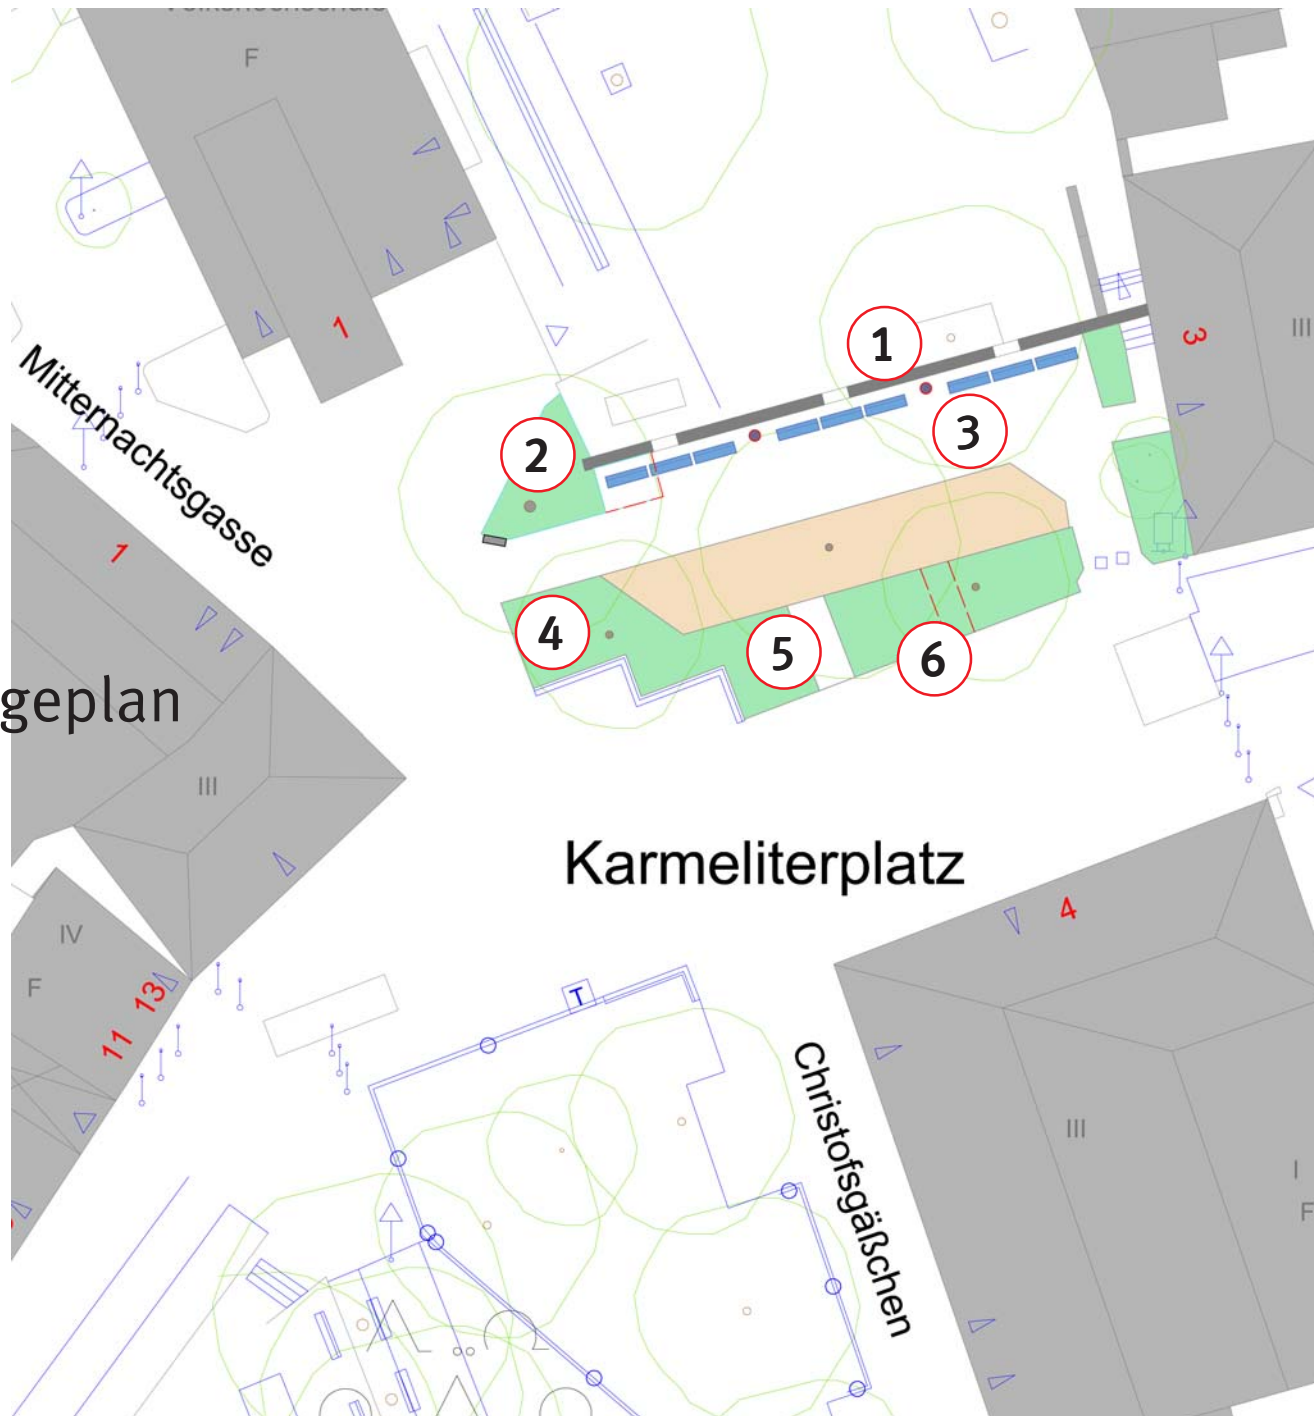 F
1
Mitternachtsgasse
1
3
III
1
2
3
4
5
6
geplan
III
Karmeliterplatz
4
IV
F
13
11
T
Christofsgäßchen
III
I
F